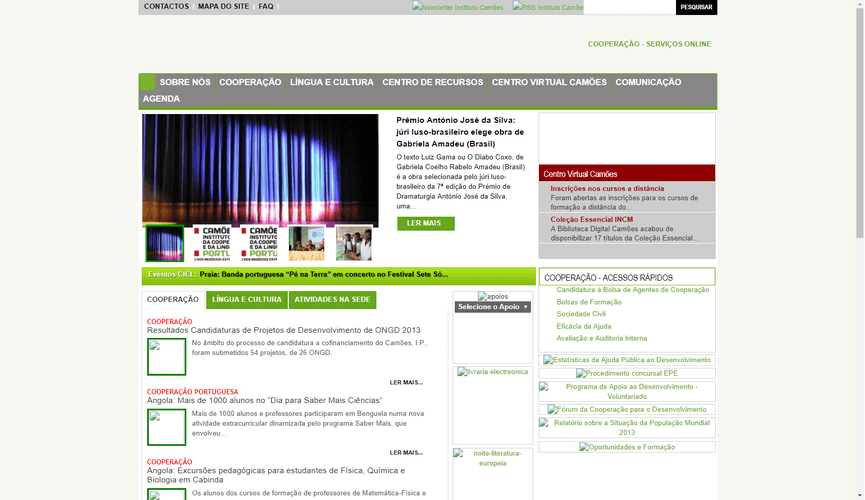 CONTACTOS | MAPA DO SITE | FAQ |
Newsletter Instituto Camões
RSS Instituto Camõe
PESQUISAR
COOPERAÇÃO - SERVIÇOS ONLINE
SOBRE NÓS COOPERAÇÃO LÍNGUA E CULTURA CENTRO DE RECURSOS CENTRO VIRTUAL CAMÕES COMUNICAÇÃO
AGENDA
Prémio António José da Silva:
júri luso-brasileiro elege obra de
Gabriela Amadeu (Brasil)
O texto Luiz Gama ou O Diabo Coxo, de
Gabriela Coelho Rabelo Amadeu (Brasil)
é a obra selecionada pelo júri luso-
brasileiro da 7ª edição do Prémio de
Dramaturgia António José da Silva,
uma...
LER MAIS
Centro Virtual Camões
Inscrições nos cursos a distância
Foram abertas as inscrições para os cursos de
formação a distância do...
Coleção Essencial INCM
A Biblioteca Digital Camões acabou de
disponibilizar 17 títulos da Coleção Essencial...
Eventos CICL: Praia: Banda portuguesa “Pé na Terra” em concerto no Festival Sete Só...
COOPERAÇÃO LÍNGUA E CULTURA ATIVIDADES NA SEDE
COOPERAÇÃO
Resultados Candidaturas de Projetos de Desenvolvimento de ONGD 2013
No âmbito do processo de candidatura a cofinanciamento do Camões, I.P.,
foram submetidos 54 projetos, de 26 ONGD.
LER MAIS...
COOPERAÇÃO PORTUGUESA
Angola: Mais de 1000 alunos no “Dia para Saber Mais Ciências”
Mais de 1000 alunos e professores participaram em Benguela numa nova
atividade extracurricular dinamizada pelo programa Saber Mais, que
envolveu...
LER MAIS...
COOPERAÇÃO
Angola: Excursões pedagógicas para estudantes de Física, Química e
Biologia em Cabinda
Os alunos dos cursos de formação de professores de Matemática-Física e
apoios
Selecione o Apoio
livraria electreonica
noite-literatura-
europeia
COOPERAÇÃO - ACESSOS RÁPIDOS
Candidatura à Bolsa de Agentes de Cooperação
Bolsas de Formação
Sociedade Civil
Eficácia da Ajuda
Avaliação e Auditoria Interna
Estatísticas da Ajuda Pública ao Desenvolvimento
Procedimento concursal EPE
Programa de Apoio ao Desenvolvimento -
Voluntariado
Fórum da Cooperação para o Desenvolvimento
Relatório sobre a Situação da População Mundial
2013
Oportunidades e Formação